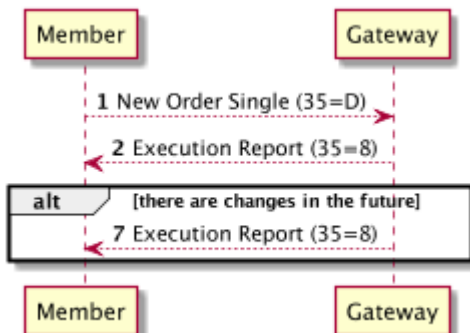 Member Gateway
1 New Order Single (35=D)
2 Execution Report (35=8)
alt [there are changes in the future]
7 Execution Report (35=8)
Member Gateway